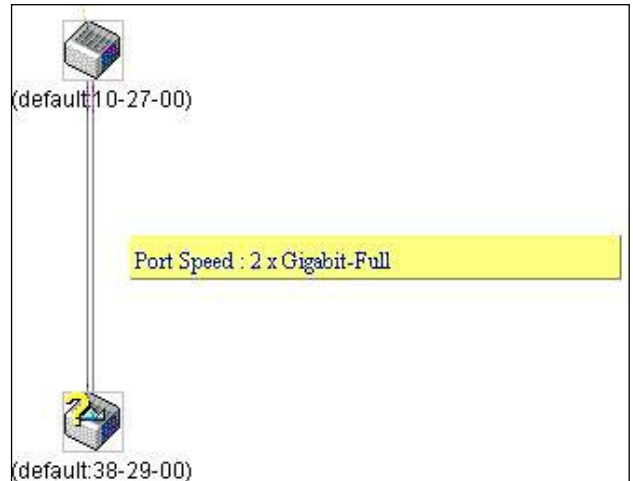 (default:10-27-00)
Port Speed : 2 x Gigabit-Full
(default:38-29-00)